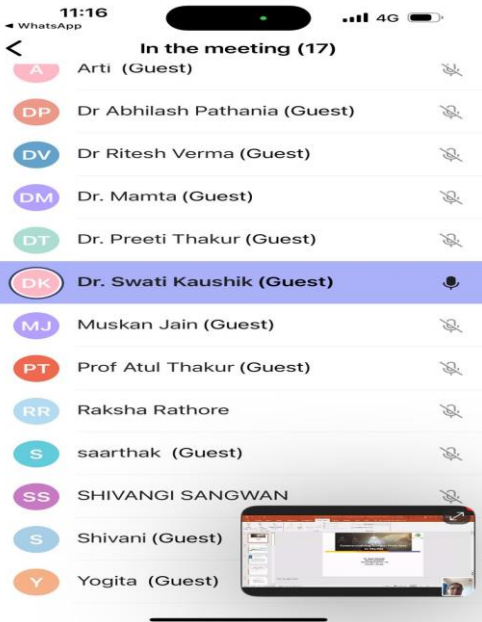 11:16
4G
◄ WhatsApp
In the meeting (17)
A Arti (Guest)
DP Dr Abhilash Pathania (Guest)
DV Dr Ritesh Verma (Guest)
DM Dr. Mamta (Guest)
DT Dr. Preeti Thakur (Guest)
DK Dr. Swati Kaushik (Guest)
MJ Muskan Jain (Guest)
PT Prof Atul Thakur (Guest)
RR Raksha Rathore
S saarthak (Guest)
SS SHIVANGI SANGWAN
S Shivani (Guest)
Y Yogita (Guest)